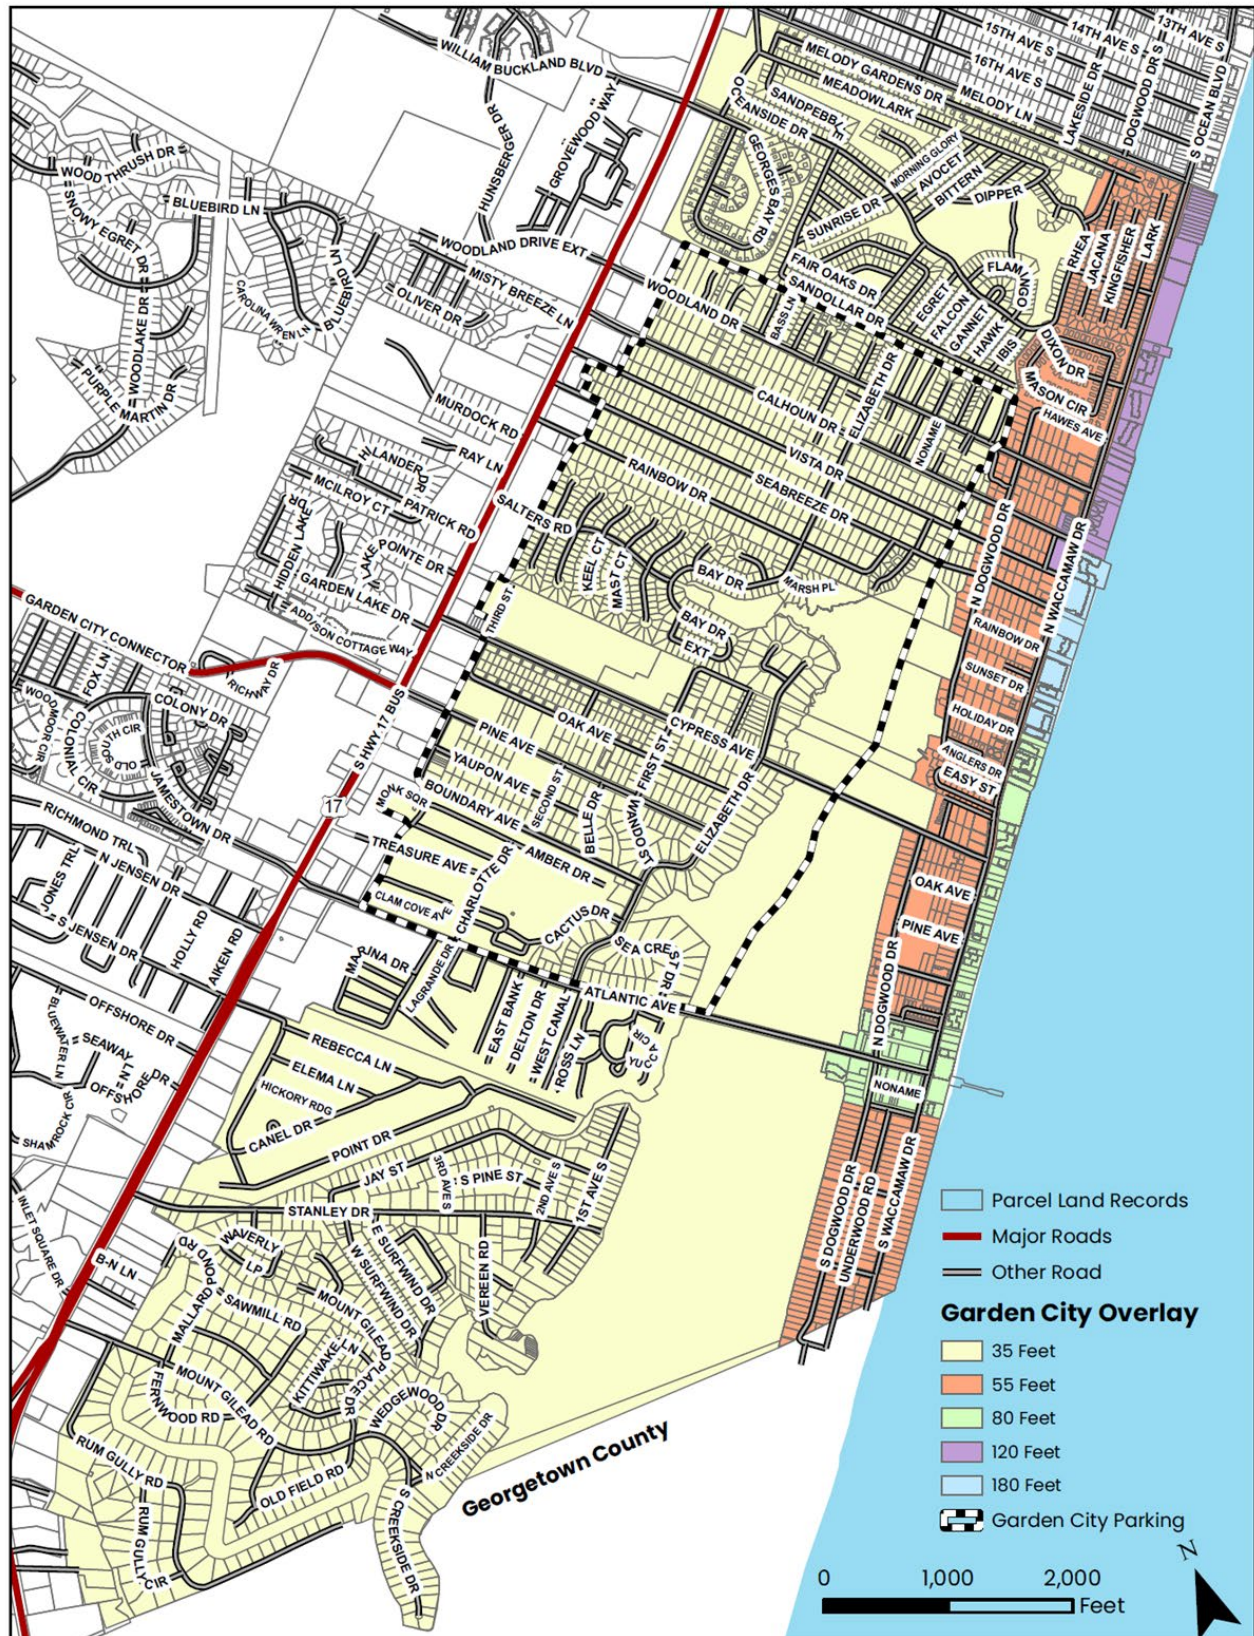 WILLIAM BUCKLAND BLVD
HUNSBERGER DR
GROVEWOOD WAY
15TH AVE S
14TH AVE S
13TH AVE S
16TH AVE S
MELODY GARDENS DR
MEADOWLARK
MELODY LN
LAKESIDE DR
DOGWOOD DR S
S OCEAN BLVD
OCEANSIDE DR
GEORGES BAY RD
MORNING GLORY
AVOCET
BITTERN
DIPPER
SUNRISE DR
RHEA
JACANA
KINGFISHER
LARK
WOOD THRUSH DR
SNOWY EGRET DR
BLUEBIRD LN
BLUEBIRD LN
WOODLAND DRIVE EXT
MISTY BREEZE LN
OLIVER DR
CAROLINA WREN LN
WOODLAKE DR
PURPLE MARTIN DR
WOODLAND DR
BASS LN
FAIR OAKS DR
SANDOLLAR DR
EGRET
FALCON
GANNET
HAWK
IBIS
FLAMINGO
DIXON DR
MASON CIR
HAWES AVE
ELIZABETH DR
CALHOUN DR
NONAME
VISTA DR
SEABREEZE DR
RAINBOW DR
MURDOCK RD
RAY LN
HILANDER DR
MCILROY CT
PATRICK RD
SALTERS RD
HIDDEN LAKE DR
LAKE POINTE DR
GARDEN LAKE DR
ADDISON COTTAGE WAY
THIRD ST
KEEL CT
MAST CT
BAY DR
MARSH PL
BAY DR EXT
N DOGWOOD DR
N WACCAMAW DR
RAINBOW DR
SUNSET DR
HOLIDAY DR
ANGLERS DR
EASY ST
GARDEN CITY CONNECTOR
RICHWAY DR
FOX LN
COLONY DR
COLONIAL CIR
OLD SOUTH CIR
JAMESTOWN DR
S HWY 17 BUS
17
OAK AVE
CYPRESS AVE
PINE AVE
YAUPON AVE
SECOND ST
FIRST ST
BELLE DR
WANDO ST
ELIZABETH DR
BOUNDARY AVE
MONK SQR
AMBER DR
TREASURE AVE
CHARLOTTE DR
CLAM COVE AVE
CACTUS DR
SEA CREST DR
RICHMOND TRL
N JENSEN DR
JONES TRL
S JENSEN DR
HOLLY RD
AIKEN RD
OAK AVE
PINE AVE
N DOGWOOD DR
MARINA DR
LAGRANDE DR
EAST BANK
DELTON DR
WEST CANAL
ROSS LN
ATLANTIC AVE
YUCCA CIR
NONAME
OFFSHORE DR
BLUEWATER LN
SEAWAY LN
OFFSHORE DR
SHAMROCK CIR
REBECCA LN
ELEMA LN
HICKORY RDG
CANEL DR
POINT DR
JAY ST
3RD AVE S
S PINE ST
2ND AVE S
1ST AVE S
STANLEY DR
S DOGWOOD DR
UNDERWOOD RD
S WACCAMAW DR
INLET SQUARE DR
B-N LN
MALLARD POND RD
WAVERLY LP
E SURFWIND DR
W SURFWIND DR
VEREEN RD
SAWMILL RD
MOUNT GILEAD PLACE DR
KITTIWAKE LN
FERNWOOD RD
MOUNT GILEAD RD
WEDGEWOOD DR
N CREEKSIDE DR
RUM GULLY RD
OLD FIELD RD
S CREEKSIDE DR
RUM GULLY CIR
Georgetown County
Parcel Land Records
Major Roads
Other Road
Garden City Overlay
35 Feet
55 Feet
80 Feet
120 Feet
180 Feet
Garden City Parking
N
0 1,000 2,000
Feet